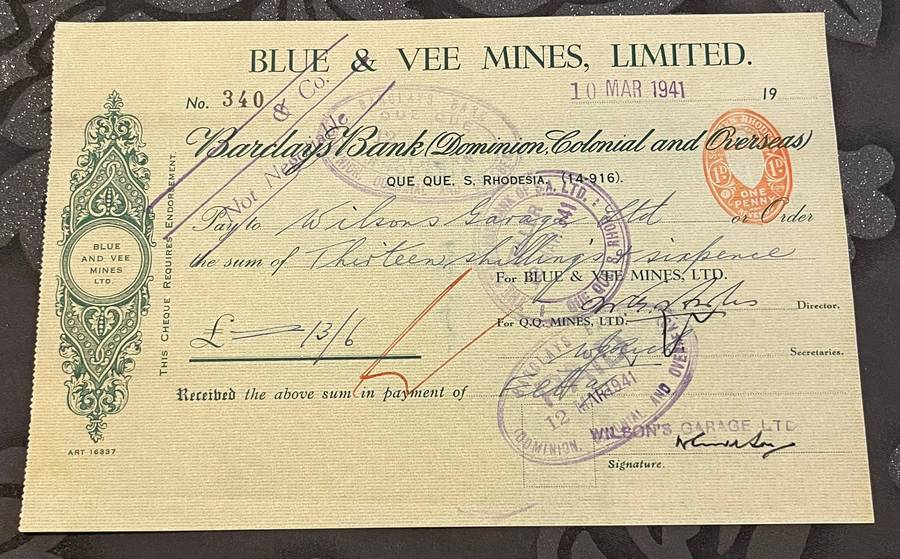 BLUE & VEE MINES, LIMITED.
No. 340
10 MAR 1941 19
& Co.
Not Negotiable
Barclays Bank (Dominion, Colonial and Overseas)
QUE QUE, S. RHODESIA. (14-916).
1D 1D
ONE PENNY
Pay to Wilsons Garage Ltd or Order
the sum of Thirteen shillings & sixpence
For BLUE & VEE MINES, LTD.
Director.
£ — 13/6
For Q.Q. MINES, LTD.
Secretaries.
Received the above sum in payment of
12 MAR 1941
(DOMINION, COLONIAL AND OVERSEAS)
WILSON'S GARAGE LTD
Signature.
BLUE
AND VEE
MINES
LTD.
THIS CHEQUE REQUIRES ENDORSEMENT.
ART 16337